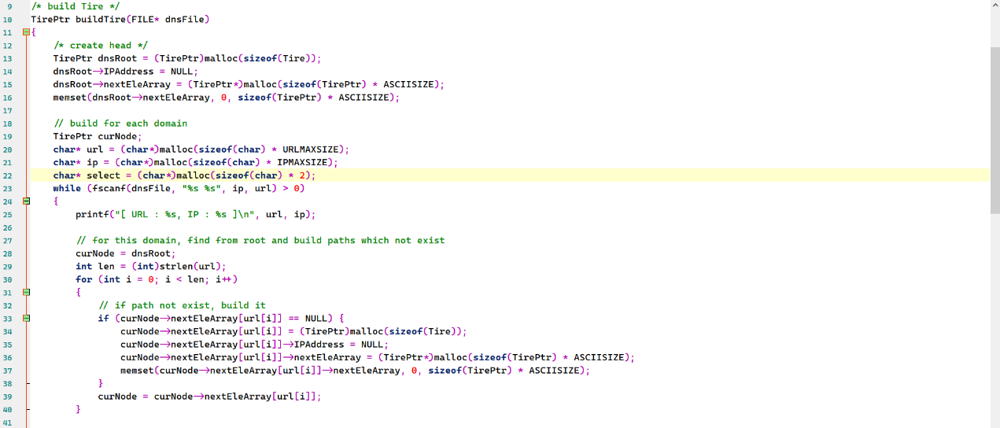 9 /* build Tire */
10 TirePtr buildTire(FILE* dnsFile)
11 {
12     /* create head */
13     TirePtr dnsRoot = (TirePtr)malloc(sizeof(Tire));
14     dnsRoot->IPAddress = NULL;
15     dnsRoot->nextEleArray = (TirePtr*)malloc(sizeof(TirePtr) * ASCIISIZE);
16     memset(dnsRoot->nextEleArray, 0, sizeof(TirePtr) * ASCIISIZE);
17
18     // build for each domain
19     TirePtr curNode;
20     char* url = (char*)malloc(sizeof(char) * URLMAXSIZE);
21     char* ip = (char*)malloc(sizeof(char) * IPMAXSIZE);
22     char* select = (char*)malloc(sizeof(char) * 2);
23     while (fscanf(dnsFile, "%s %s", ip, url) > 0)
24     {
25         printf("[ URL : %s, IP : %s ]\n", url, ip);
26
27         // for this domain, find from root and build paths which not exist
28         curNode = dnsRoot;
29         int len = (int)strlen(url);
30         for (int i = 0; i < len; i++)
31         {
32             // if path not exist, build it
33             if (curNode->nextEleArray[url[i]] == NULL) {
34                 curNode->nextEleArray[url[i]] = (TirePtr)malloc(sizeof(Tire));
35                 curNode->nextEleArray[url[i]]->IPAddress = NULL;
36                 curNode->nextEleArray[url[i]]->nextEleArray = (TirePtr*)malloc(sizeof(TirePtr) * ASCIISIZE);
37                 memset(curNode->nextEleArray[url[i]]->nextEleArray, 0, sizeof(TirePtr) * ASCIISIZE);
38             }
39             curNode = curNode->nextEleArray[url[i]];
40         }
41